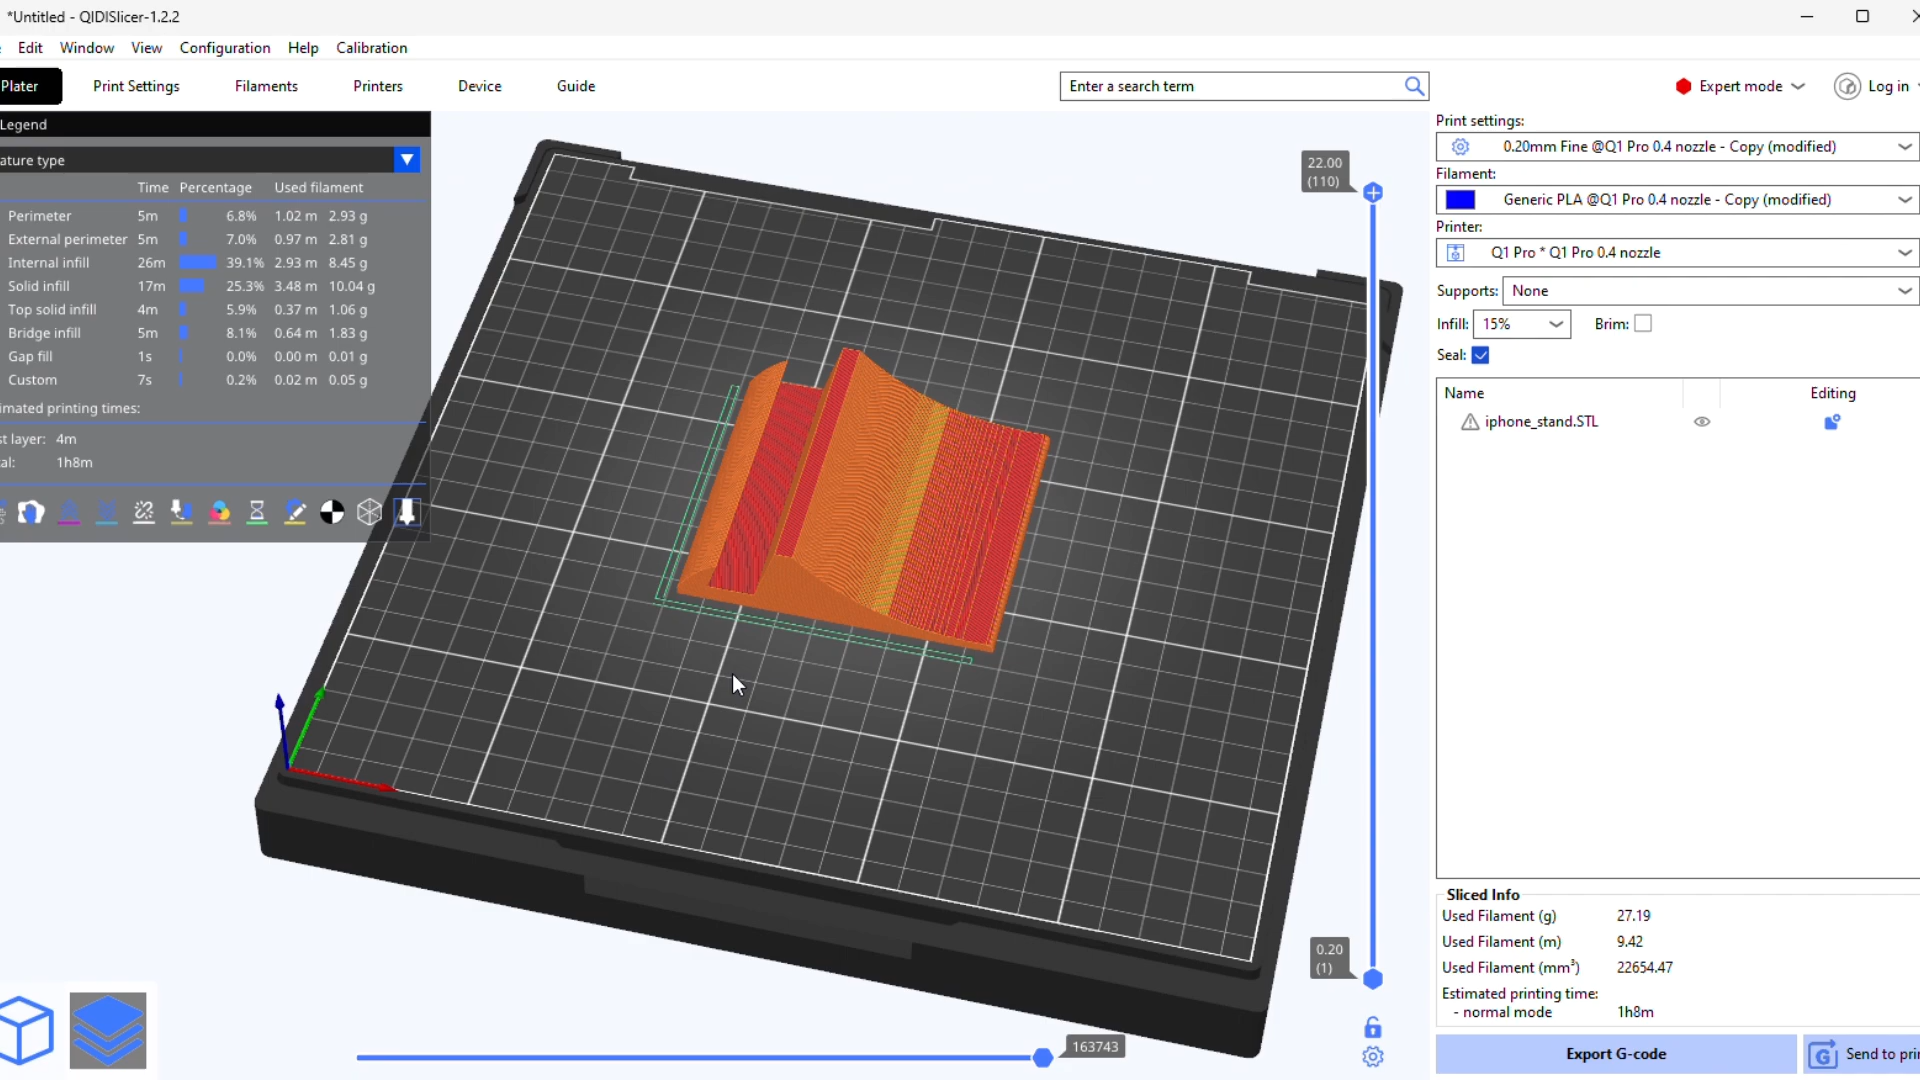 *Untitled - QIDISlicer-1.2.2
Edit Window View Configuration Help Calibration
Plater Print Settings Filaments Printers Device Guide Enter a search term Expert mode Log in
Legend
ature type
Time Percentage Used filament
Perimeter 5m 6.8% 1.02 m 2.93 g
External perimeter 5m 7.0% 0.97 m 2.81 g
Internal infill 26m 39.1% 2.93 m 8.45 g
Solid infill 17m 25.3% 3.48 m 10.04 g
Top solid infill 4m 5.9% 0.37 m 1.06 g
Bridge infill 5m 8.1% 0.64 m 1.83 g
Gap fill 1s 0.0% 0.00 m 0.01 g
Custom 7s 0.2% 0.02 m 0.05 g
imated printing times:
st layer: 4m
al: 1h8m
22.00
(110)
0.20
(1)
163743
Print settings:
0.20mm Fine @Q1 Pro 0.4 nozzle - Copy (modified)
Filament:
Generic PLA @Q1 Pro 0.4 nozzle - Copy (modified)
Printer:
Q1 Pro * Q1 Pro 0.4 nozzle
Supports: None
Infill: 15% Brim:
Seal:
Name Editing
iphone_stand.STL
Sliced Info
Used Filament (g) 27.19
Used Filament (m) 9.42
Used Filament (mm³) 22654.47
Estimated printing time:
- normal mode 1h8m
Export G-code
G Send to prin